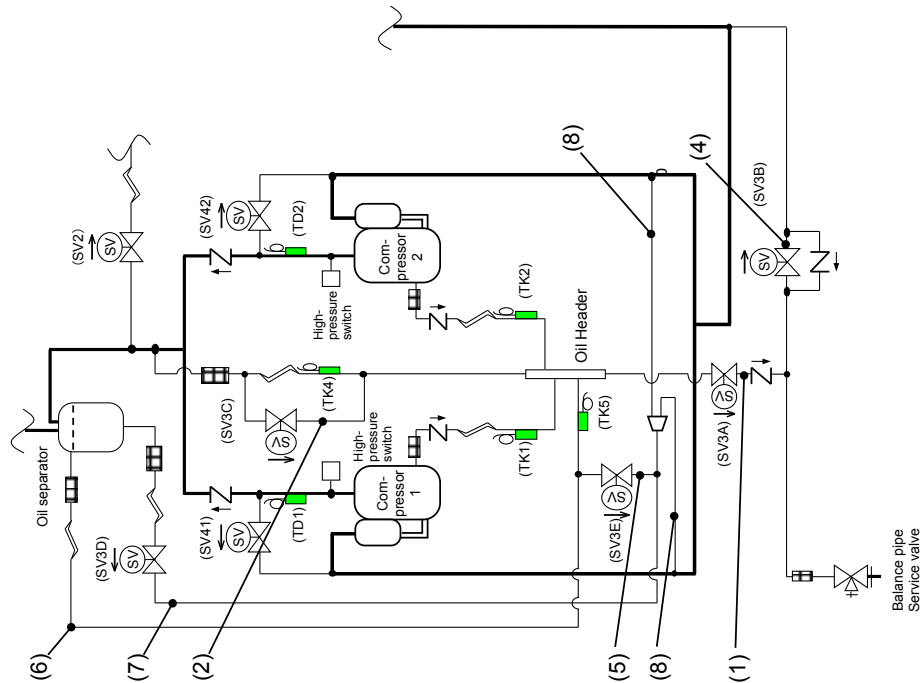 (SV2)
SV
(SV42)
SV
(TD2)
High-
pressure
switch
Com-
pressor
2
(TK2)
(8)
(4)
(SV3B)
SV
Oil separator
(SV3C)
SV
(TK4)
Oil Header
High-
pressure
switch
(TD1)
(SV41)
SV
Com-
pressor
1
(TK1)
(TK5)
(SV3A)
SV
(SV3D)
SV
(SV3E)
SV
(6)
(7)
(2)
(5)
(8)
(1)
Balance pipe
Service valve